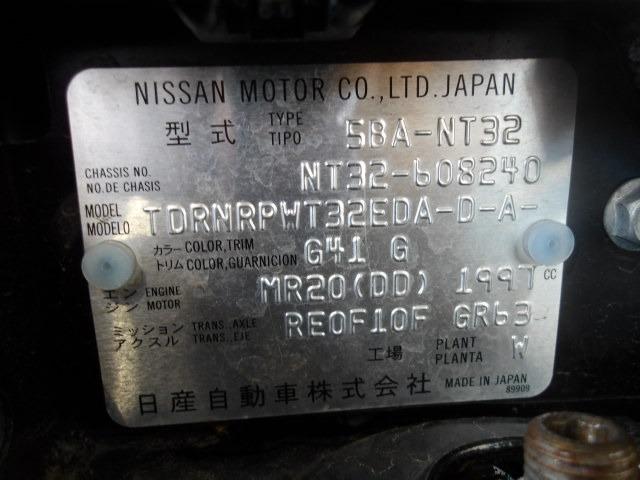 NISSAN MOTOR CO.,LTD.JAPAN
型式 TYPE TIPO 5BA-NT32
CHASSIS NO. NO.DE CHASIS NT32-608240
MODEL MODELO TDRNRPWT32EDA-D-A-
カラー COLOR,TRIM トリム COLOR,GUARNICION G41 G
エンジン ENGINE MOTOR MR20(DD) 1997 CC
ミッション TRANS.,AXLE アクスル TRANS.,EJE RE0F10F GR63
工場 PLANT PLANTA W
日産自動車株式会社 MADE IN JAPAN
89909